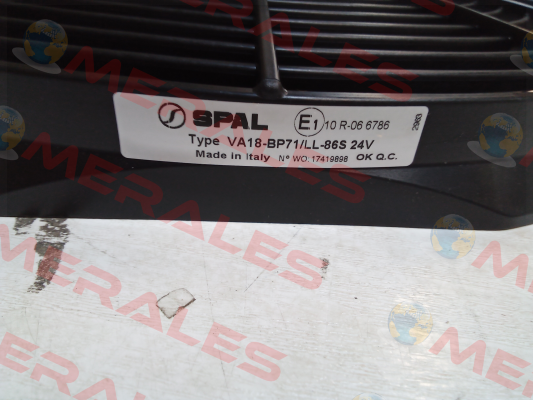 SPAL E1 10 R-06 6786
2983
Type VA18-BP71/LL-86S 24V
Made in Italy N° WO: 17419898 OK Q.C.
MERALES
MERALES
MERALES